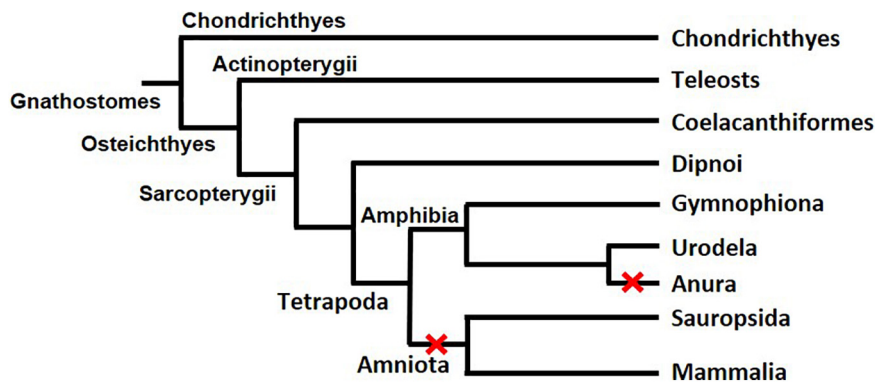 Chondrichthyes
Chondrichthyes
Actinopterygii
Teleosts
Gnathostomes
Coelacanthiformes
Osteichthyes
Dipnoi
Sarcopterygii
Amphibia
Gymnophiona
Urodela
Anura
Tetrapoda
Sauropsida
Amniota
Mammalia